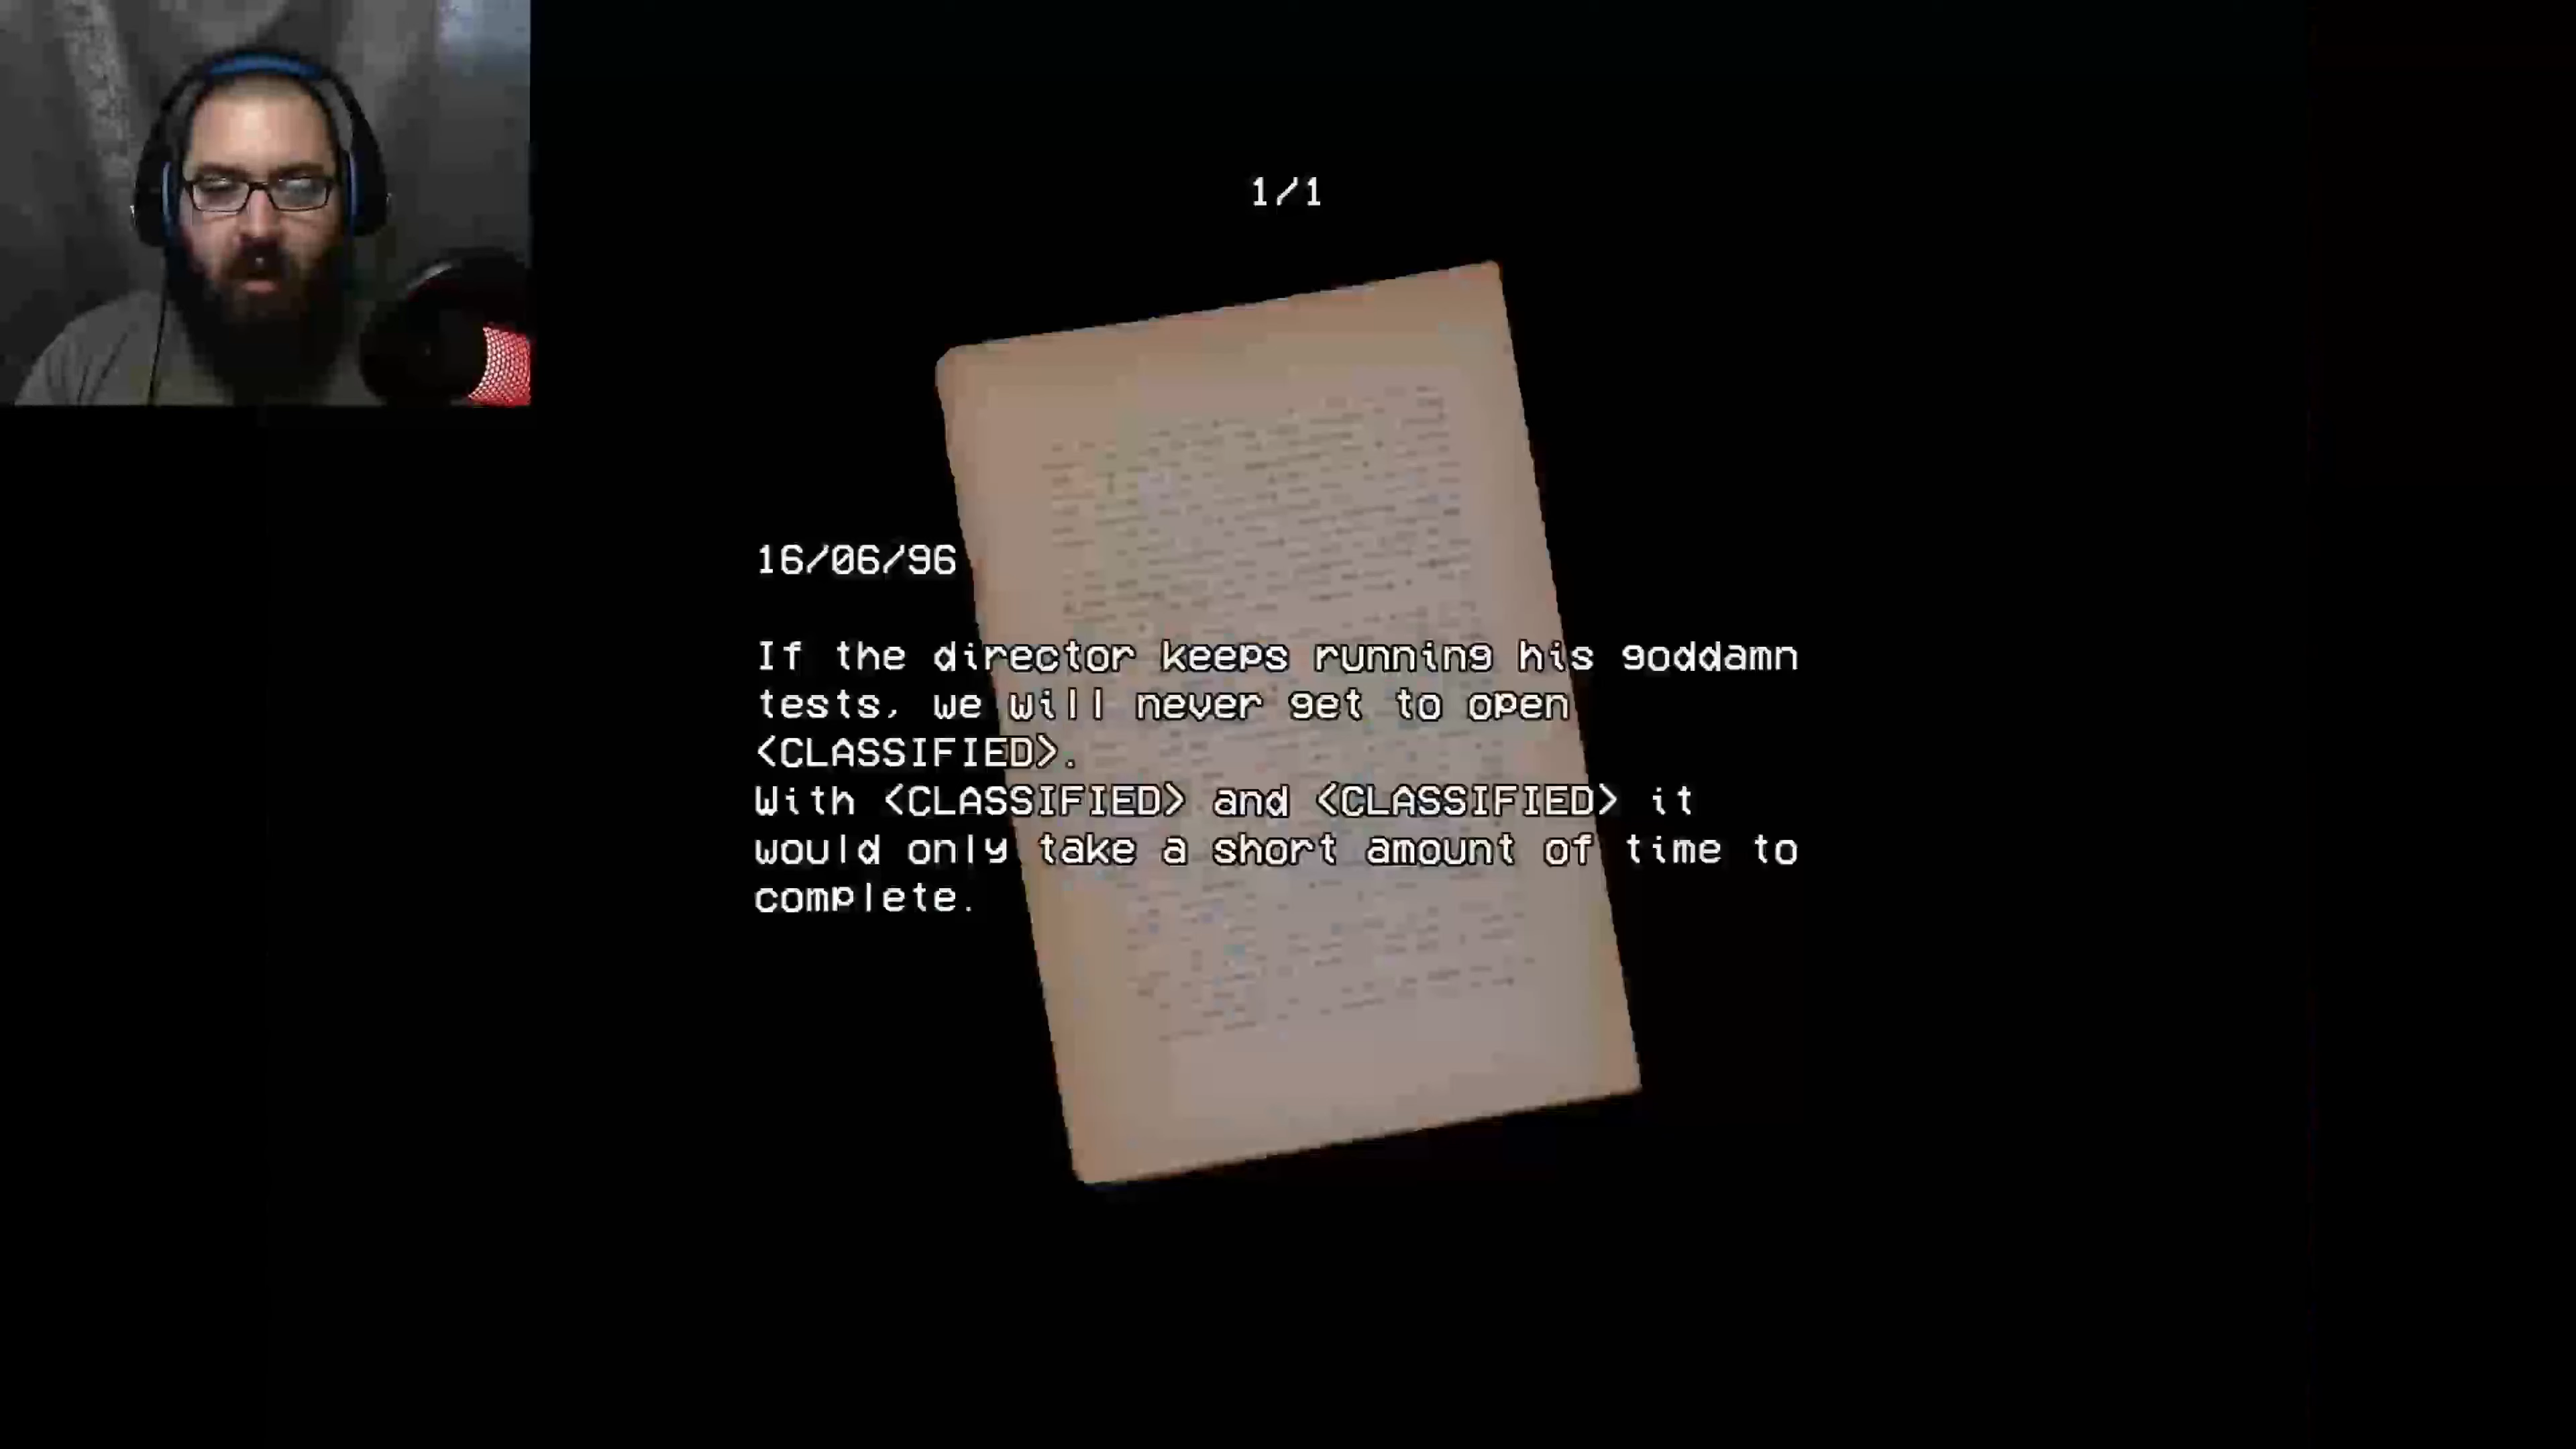 1/1
16/06/96
If the director keeps running his goddamn
tests, we will never get to open
<CLASSIFIED>.
With <CLASSIFIED> and <CLASSIFIED> it
would only take a short amount of time to
complete.